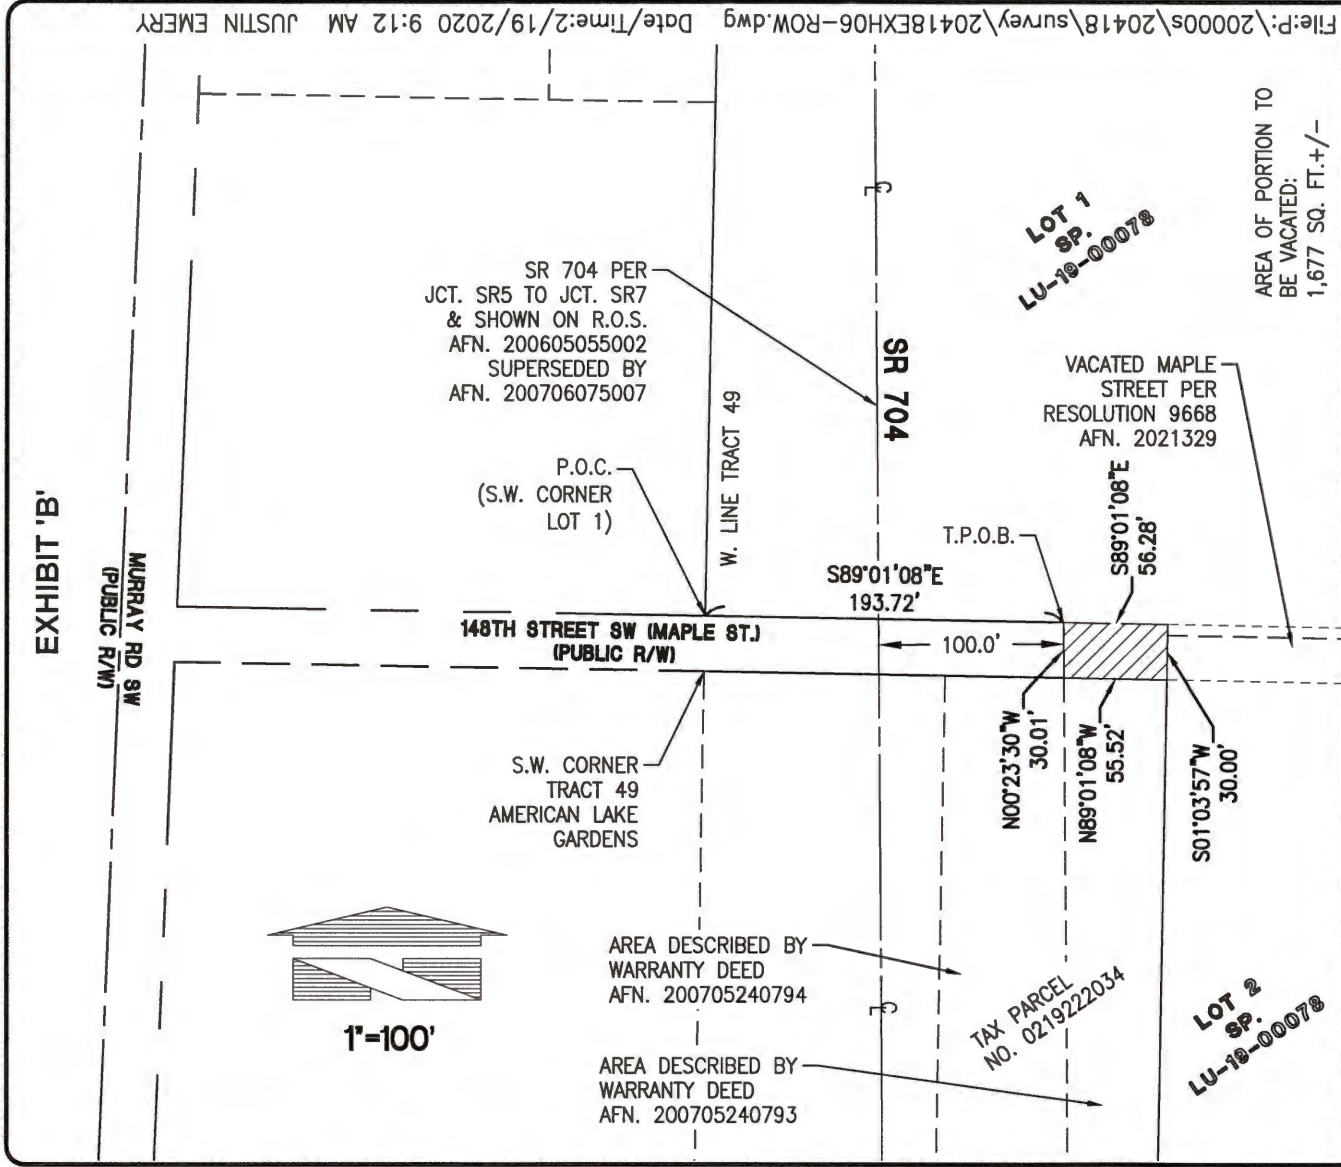 File:P:\20000s\20418\survey\20418EXH06-ROW.dwg Date/Time:2/19/2020 9:12 AM JUSTIN EMERY
EXHIBIT 'B'
MURRAY RD SW
(PUBLIC R/W)
SR 704 PER
JCT. SR5 TO JCT. SR7
& SHOWN ON R.O.S.
AFN. 200605055002
SUPERSEDED BY
AFN. 200706075007
P.O.C.
(S.W. CORNER
LOT 1)
W. LINE TRACT 49
SR 704
CL
LOT 1
SP.
LU-19-00078
AREA OF PORTION TO
BE VACATED:
1,677 SQ. FT.+/-
VACATED MAPLE
STREET PER
RESOLUTION 9668
AFN. 2021329
T.P.O.B.
S89°01'08"E
193.72'
S89°01'08"E
56.28'
148TH STREET SW (MAPLE ST.)
(PUBLIC R/W)
100.0'
N00°23'30"W
30.01'
N89°01'08"W
55.52'
S01°03'57"W
30.00'
S.W. CORNER
TRACT 49
AMERICAN LAKE
GARDENS
1"=100'
AREA DESCRIBED BY
WARRANTY DEED
AFN. 200705240794
AREA DESCRIBED BY
WARRANTY DEED
AFN. 200705240793
CL
TAX PARCEL
NO. 0219222034
LOT 2
SP.
LU-19-00078